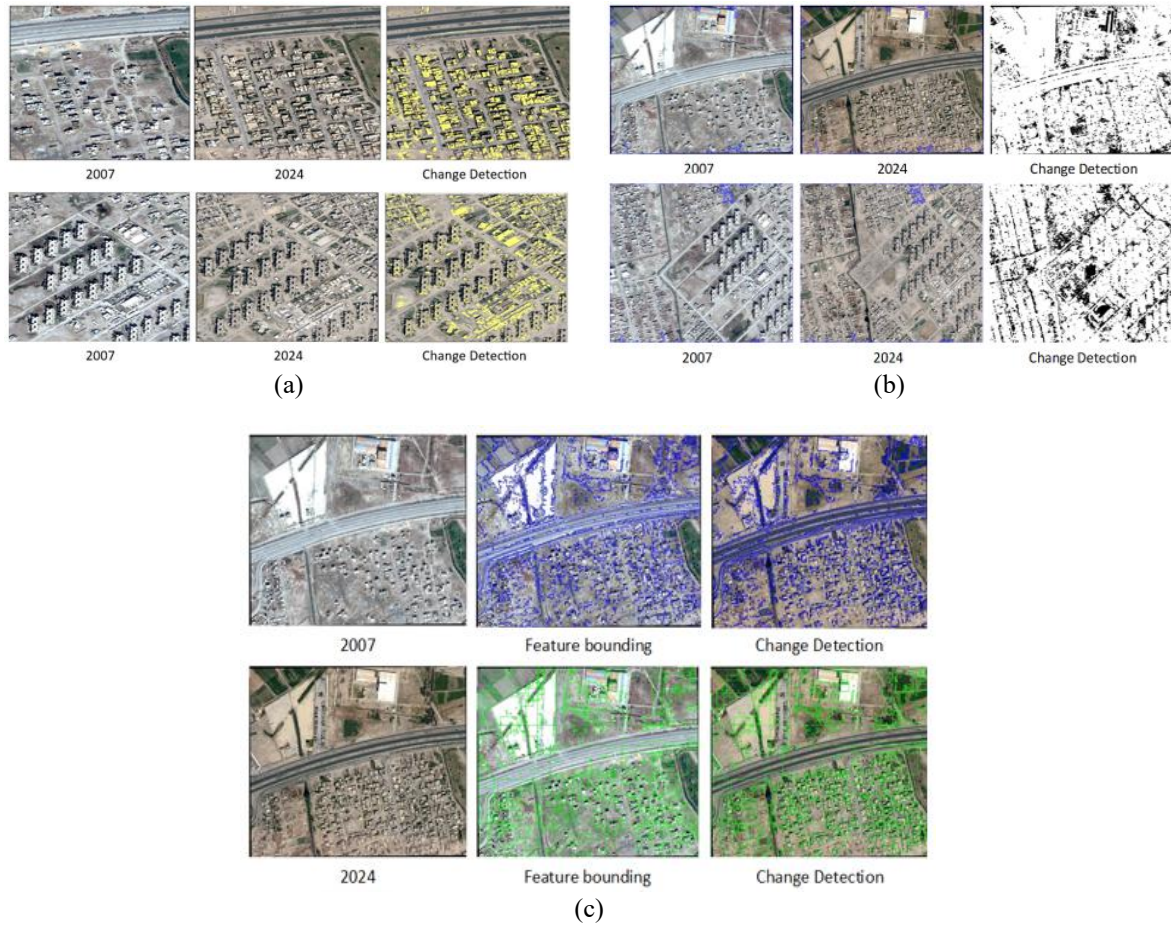 2007 2024 Change Detection
2007 2024 Change Detection
(a)
2007 2024 Change Detection
2007 2024 Change Detection
(b)
2007 Feature bounding Change Detection
2024 Feature bounding Change Detection
(c)